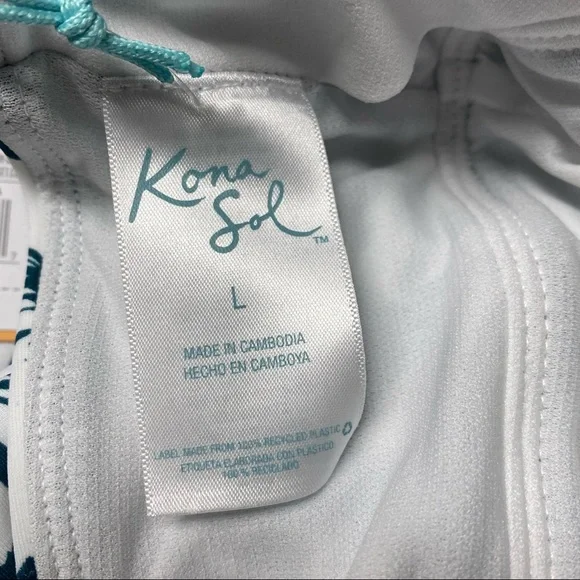 Kona
Sol™
L
MADE IN CAMBODIA
HECHO EN CAMBOYA
LABEL MADE FROM 100% RECYCLED PLASTIC
ETIQUETA ELABORADA CON PLASTICO
100% RECICLADO